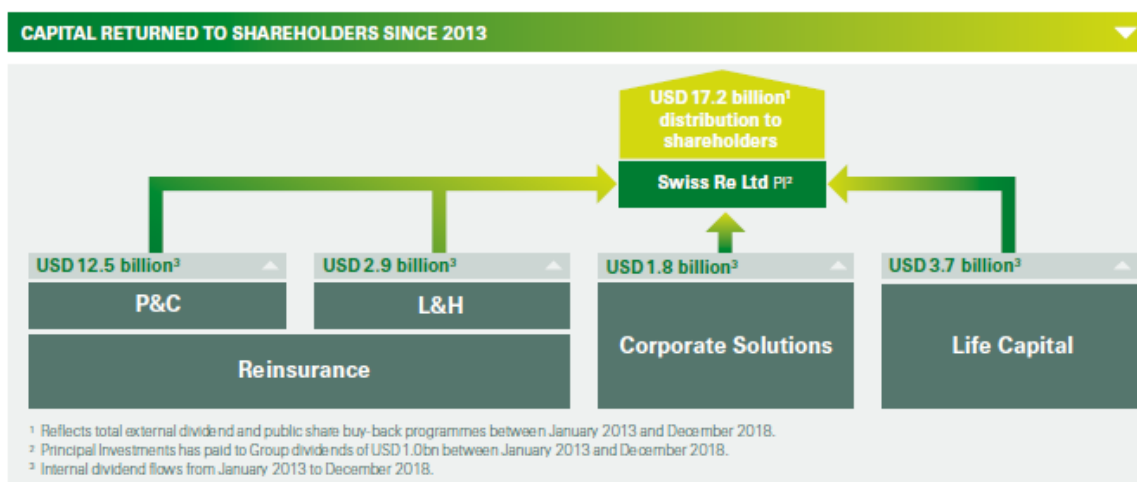 CAPITAL RETURNED TO SHAREHOLDERS SINCE 2013
USD 17.2 billion¹
distribution to
shareholders
Swiss Re Ltd PI²
USD 12.5 billion³
USD 2.9 billion³
USD 1.8 billion³
USD 3.7 billion³
P&C
L&H
Corporate Solutions
Life Capital
Reinsurance
¹ Reflects total external dividend and public share buy-back programmes between January 2013 and December 2018.
² Principal Investments has paid to Group dividends of USD 1.0bn between January 2013 and December 2018.
³ Internal dividend flows from January 2013 to December 2018.